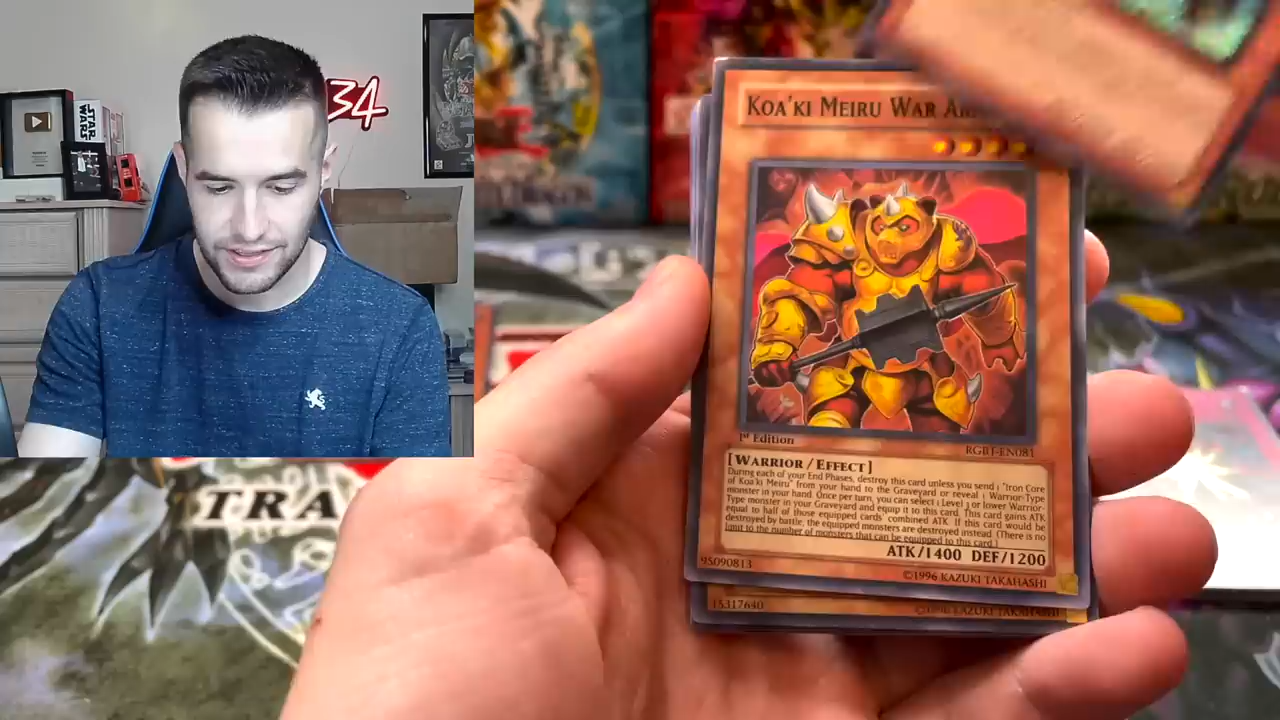 34
STAR
WARS
TRA
KOA'KI MEIRU WAR AR
1st Edition
RGBT-EN081
[WARRIOR/EFFECT]
During each of your End Phases, destroy this card unless you send 1 "Iron Core
of Koa'ki Meiru" from your hand to the Graveyard or reveal 1 Warrior-Type
monster in your hand. Once per turn, you can select 1 Level 3 or lower Warrior-
Type monster in your Graveyard and equip it to this card. This card gains ATK
equal to half of those equipped cards' combined ATK. If this card would be
destroyed by battle, the equipped monsters are destroyed instead. (There is no
limit to the number of monsters that can be equipped to this card.)
ATK/1400 DEF/1200
95090813
©1996 KAZUKI TAKAHASHI
15317640
©1996 KAZUKI TAKAHASHI